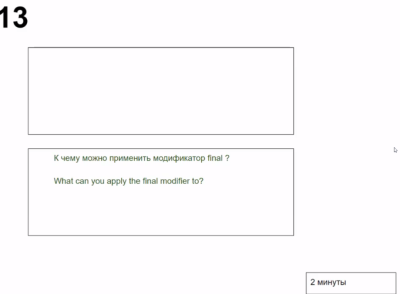 13
К чему можно применить модификатор final ?
What can you apply the final modifier to?
2 минуты